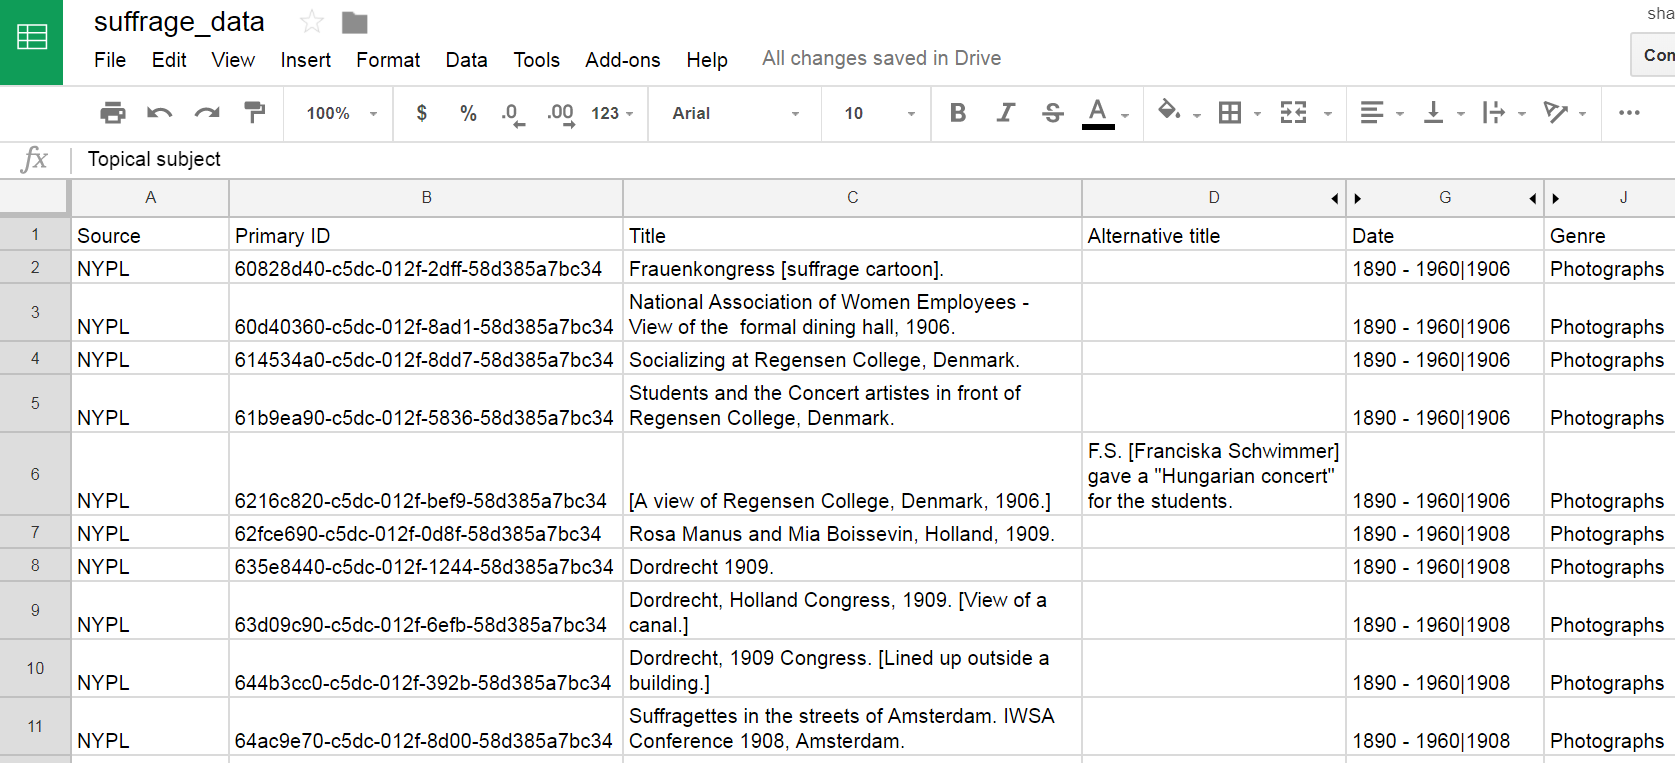 suffrage_data
sha
File Edit View Insert Format Data Tools Add-ons Help All changes saved in Drive
Con
100% $ % .0 .00 123 Arial 10 B I S A
fx Topical subject
A B C D G J
1 Source Primary ID Title Alternative title Date Genre
2 NYPL 60828d40-c5dc-012f-2dff-58d385a7bc34 Frauenkongress [suffrage cartoon]. 1890 - 1960|1906 Photographs
National Association of Women Employees -
3 NYPL 60d40360-c5dc-012f-8ad1-58d385a7bc34 View of the  formal dining hall, 1906. 1890 - 1960|1906 Photographs
4 NYPL 614534a0-c5dc-012f-8dd7-58d385a7bc34 Socializing at Regensen College, Denmark. 1890 - 1960|1906 Photographs
Students and the Concert artistes in front of
5 NYPL 61b9ea90-c5dc-012f-5836-58d385a7bc34 Regensen College, Denmark. 1890 - 1960|1906 Photographs
F.S. [Franciska Schwimmer]
gave a "Hungarian concert"
6 NYPL 6216c820-c5dc-012f-bef9-58d385a7bc34 [A view of Regensen College, Denmark, 1906.] for the students. 1890 - 1960|1906 Photographs
7 NYPL 62fce690-c5dc-012f-0d8f-58d385a7bc34 Rosa Manus and Mia Boissevin, Holland, 1909. 1890 - 1960|1908 Photographs
8 NYPL 635e8440-c5dc-012f-1244-58d385a7bc34 Dordrecht 1909. 1890 - 1960|1908 Photographs
Dordrecht, Holland Congress, 1909. [View of a
9 NYPL 63d09c90-c5dc-012f-6efb-58d385a7bc34 canal.] 1890 - 1960|1908 Photographs
Dordrecht, 1909 Congress. [Lined up outside a
10 NYPL 644b3cc0-c5dc-012f-392b-58d385a7bc34 building.] 1890 - 1960|1908 Photographs
Suffragettes in the streets of Amsterdam. IWSA
11 NYPL 64ac9e70-c5dc-012f-8d00-58d385a7bc34 Conference 1908, Amsterdam. 1890 - 1960|1908 Photographs